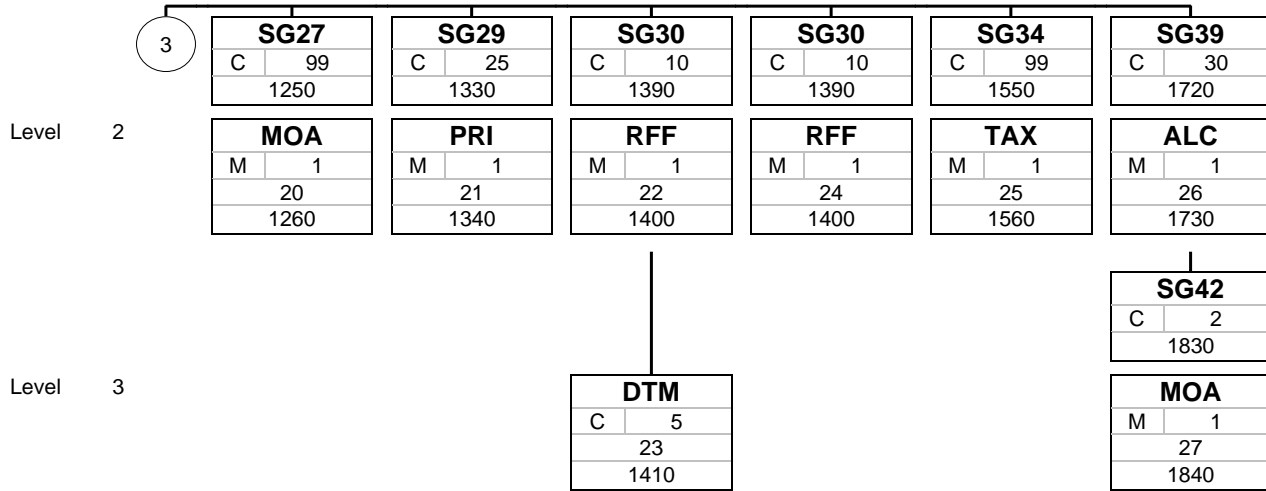 3
SG27 SG29 SG30 SG30 SG34 SG39
C 99 C 25 C 10 C 10 C 99 C 30
1250 1330 1390 1390 1550 1720
Level 2 MOA PRI RFF RFF TAX ALC
M 1 M 1 M 1 M 1 M 1 M 1
20 21 22 24 25 26
1260 1340 1400 1400 1560 1730
SG42
C 2
1830
Level 3 DTM MOA
C 5 M 1
23 27
1410 1840